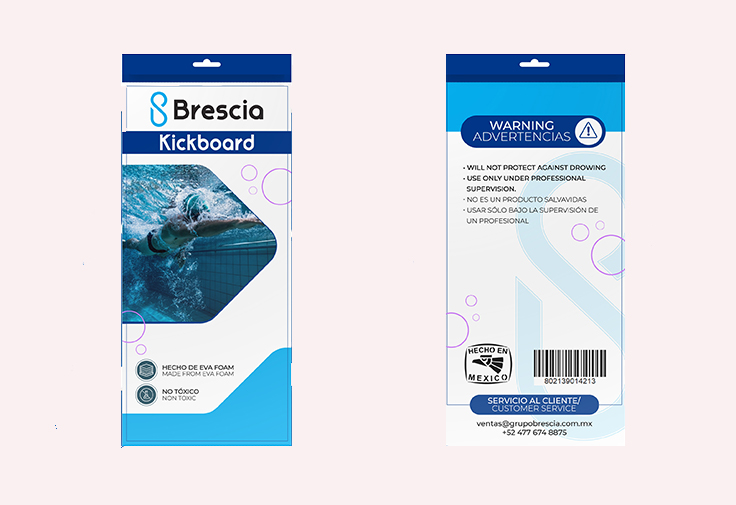 Brescia
Kickboard
HECHO DE EVA FOAM
MADE FROM EVA FOAM
NO TÓXICO
NON TOXIC
WARNING
ADVERTENCIAS
• WILL NOT PROTECT AGAINST DROWING
• USE ONLY UNDER PROFESSIONAL
SUPERVISION.
• NO ES UN PRODUCTO SALVAVIDAS
• USAR SÓLO BAJO LA SUPERVISIÓN DE
UN PROFESIONAL
HECHO EN
MEXICO
802139014213
SERVICIO AL CLIENTE/
CUSTOMER SERVICE
ventas@grupobrescia.com.mx
+52 477 674 8875